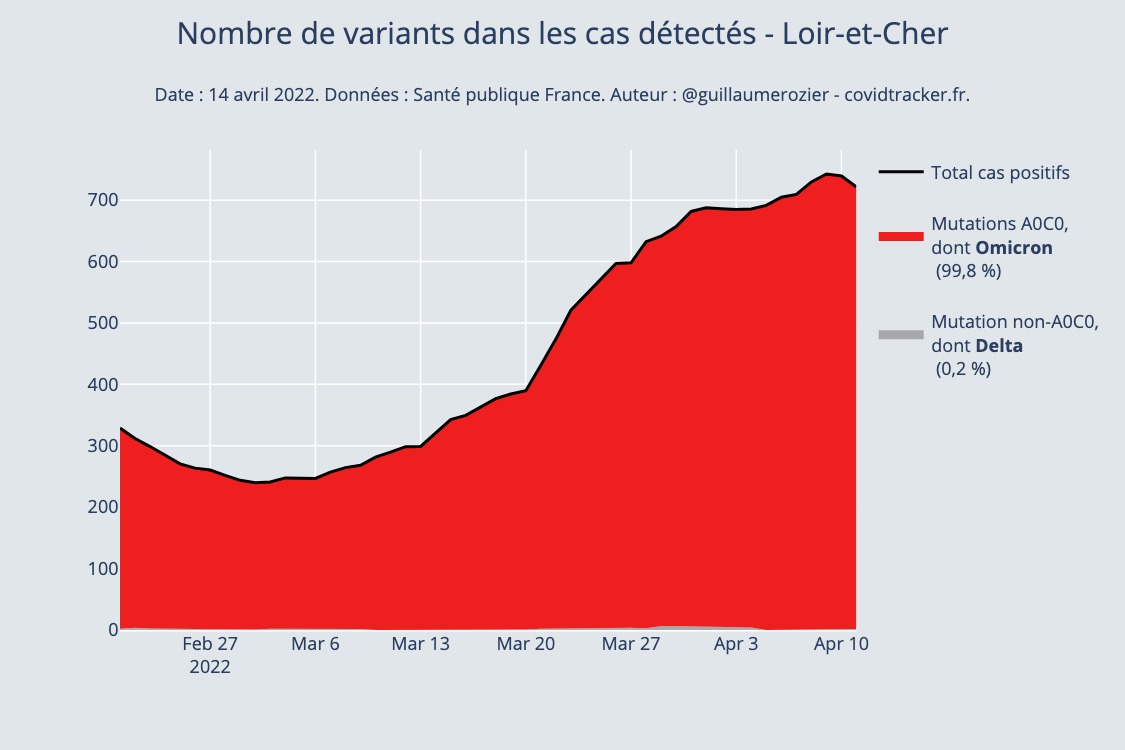 Nombre de variants dans les cas détectés - Loir-et-Cher
Date : 14 avril 2022. Données : Santé publique France. Auteur : @guillaumerozier - covidtracker.fr.
Total cas positifs
Mutations A0C0,
dont Omicron
(99,8 %)
Mutation non-A0C0,
dont Delta
(0,2 %)
700
600
500
400
300
200
100
0
Feb 27
2022
Mar 6
Mar 13
Mar 20
Mar 27
Apr 3
Apr 10